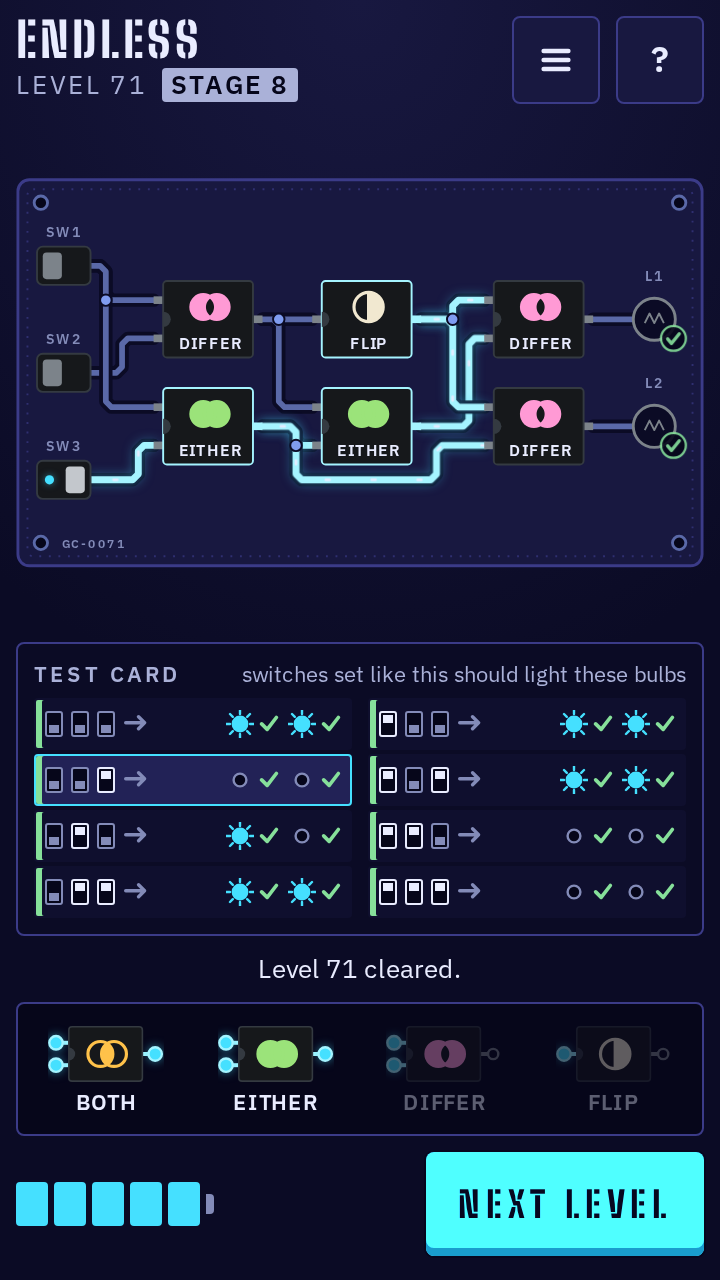 ENDLESS
LEVEL 71 STAGE 8
?
SW1
SW2
SW3
DIFFER
FLIP
DIFFER
EITHER
EITHER
DIFFER
L1
L2
GC-0071
TEST CARD
switches set like this should light these bulbs
Level 71 cleared.
BOTH
EITHER
DIFFER
FLIP
NEXT LEVEL